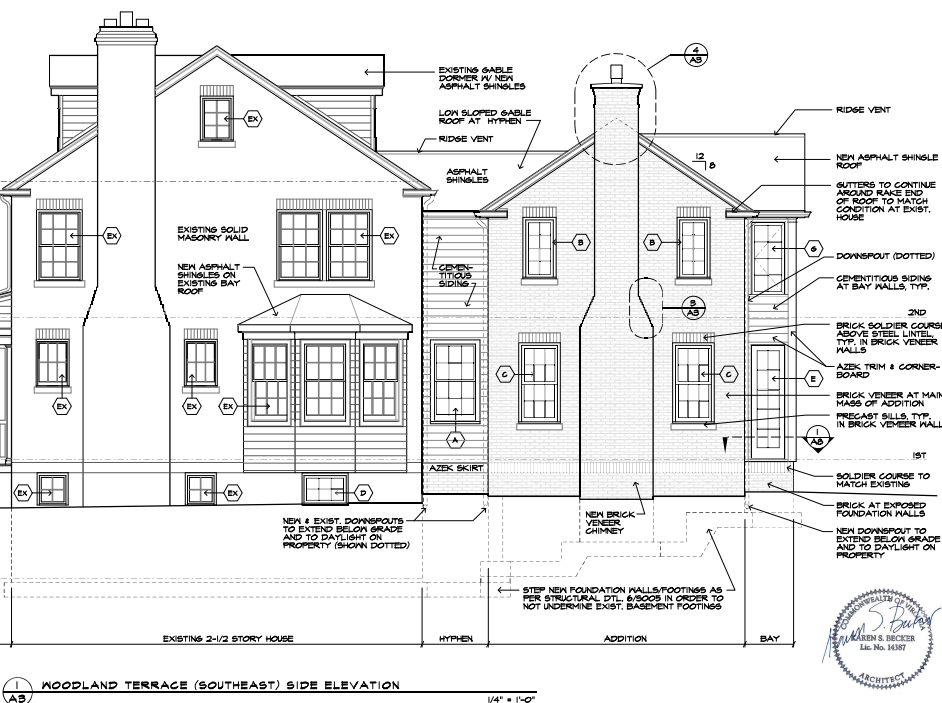 4
A3
EXISTING GABLE
DORMER W/ NEW
ASPHALT SHINGLES
LOW SLOPED GABLE
ROOF AT HYPHEN
RIDGE VENT
RIDGE VENT
EX
ASPHALT
SHINGLES
12
8
NEW ASPHALT SHINGLE
ROOF
GUTTERS TO CONTINUE
AROUND RAKE END
OF ROOF TO MATCH
CONDITION AT EXIST.
HOUSE
EX
EXISTING SOLID
MASONRY WALL
EX
B
B
G
CEMEN-
TITIOUS
SIDING
DOWNSPOUT (DOTTED)
NEW ASPHALT
SHINGLES ON
EXISTING BAY
ROOF
CEMENTITIOUS SIDING
AT BAY WALLS, TYP.
3
A3
2ND
BRICK SOLDIER COURSE
ABOVE STEEL LINTEL,
TYP. IN BRICK VENEER
WALLS
C
C
E
AZEK TRIM & CORNER-
BOARD
EX
EX
EX
A
BRICK VENEER AT MAIN
MASS OF ADDITION
PRECAST SILLS, TYP.
IN BRICK VEMEER WALL
1
A8
1ST
AZEK SKIRT
SOLDIER COURSE TO
MATCH EXISTING
EX
EX
D
BRICK AT EXPOSED
FOUNDATION WALLS
NEW & EXIST. DOWNSPOUTS
TO EXTEND BELOW GRADE
AND TO DAYLIGHT ON
PROPERTY (SHOWN DOTTED)
NEW BRICK
VENEER
CHIMNEY
NEW DOWNSPOUT TO
EXTEND BELOW GRADE
AND TO DAYLIGHT ON
PROPERTY
STEP NEW FOUNDATION WALLS/FOOTINGS AS
PER STRUCTURAL DTL. 6/S005 IN ORDER TO
NOT UNDERMINE EXIST. BASEMENT FOOTINGS
EXISTING 2-1/2 STORY HOUSE
HYPHEN
ADDITION
BAY
COMMONWEALTH OF VIRGINIA
KAREN S. BECKER
Lic. No. 14387
ARCHITECT
1
A3
WOODLAND TERRACE (SOUTHEAST) SIDE ELEVATION
1/4" = 1'-0"